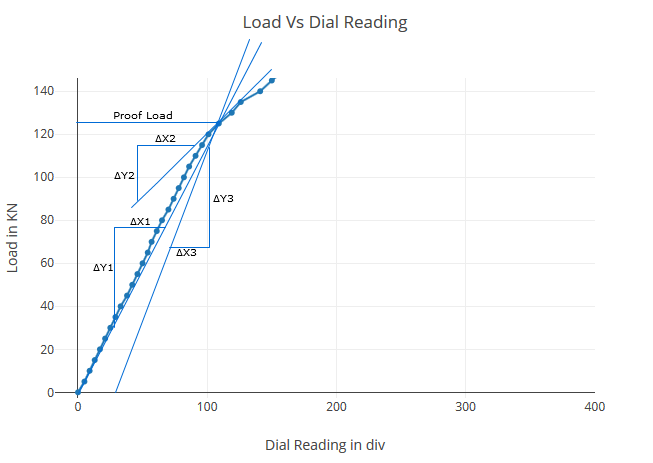 Load Vs Dial Reading
140
Proof Load
120
ΔX2
100
ΔY2
ΔY3
80
ΔX1
60
ΔY1
ΔX3
40
20
0
0 100 200 300 400
Load in KN
Dial Reading in div